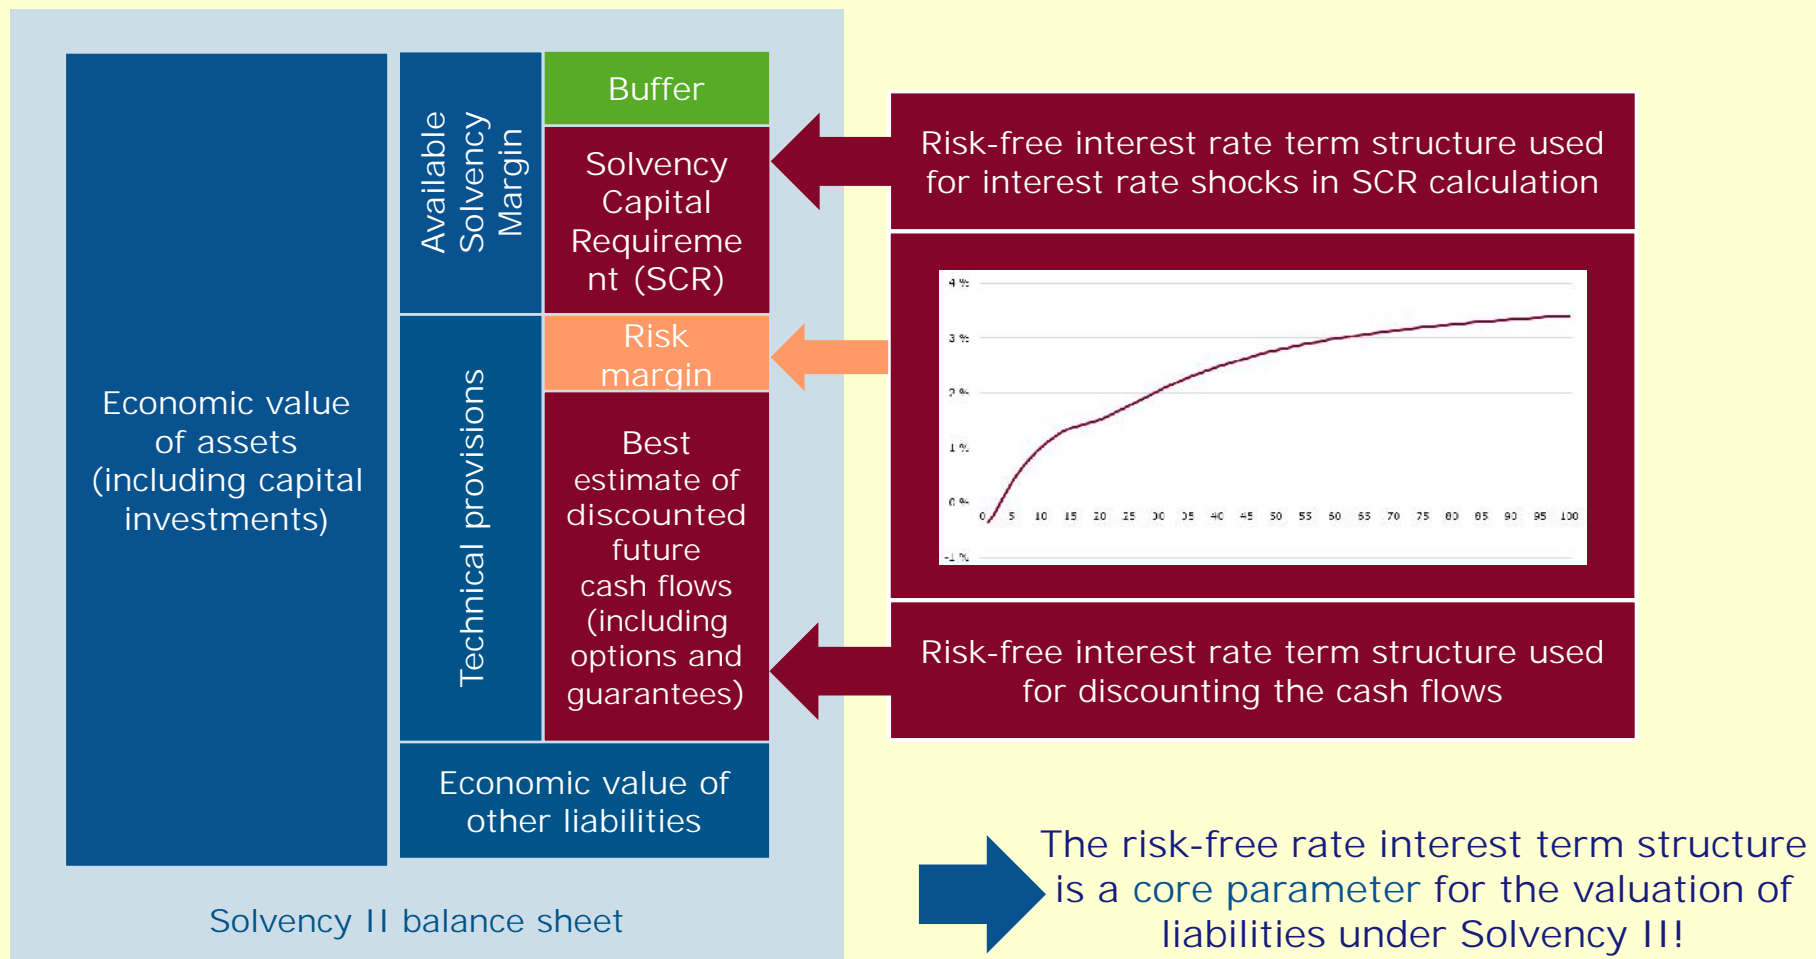 Economic value
of assets
(including capital
investments)
Available
Solvency
Margin
Buffer
Solvency
Capital
Requireme
nt (SCR)
Technical provisions
Risk
margin
Best
estimate of
discounted
future
cash flows
(including
options and
guarantees)
Economic value of
other liabilities
Solvency II balance sheet
Risk-free interest rate term structure used
for interest rate shocks in SCR calculation
4 %
3 %
2 %
1 %
0 %
-1 %
0 5 10 15 20 25 30 35 40 45 50 55 60 65 70 75 80 85 90 95 100
Risk-free interest rate term structure used
for discounting the cash flows
The risk-free rate interest term structure
is a core parameter for the valuation of
liabilities under Solvency II!